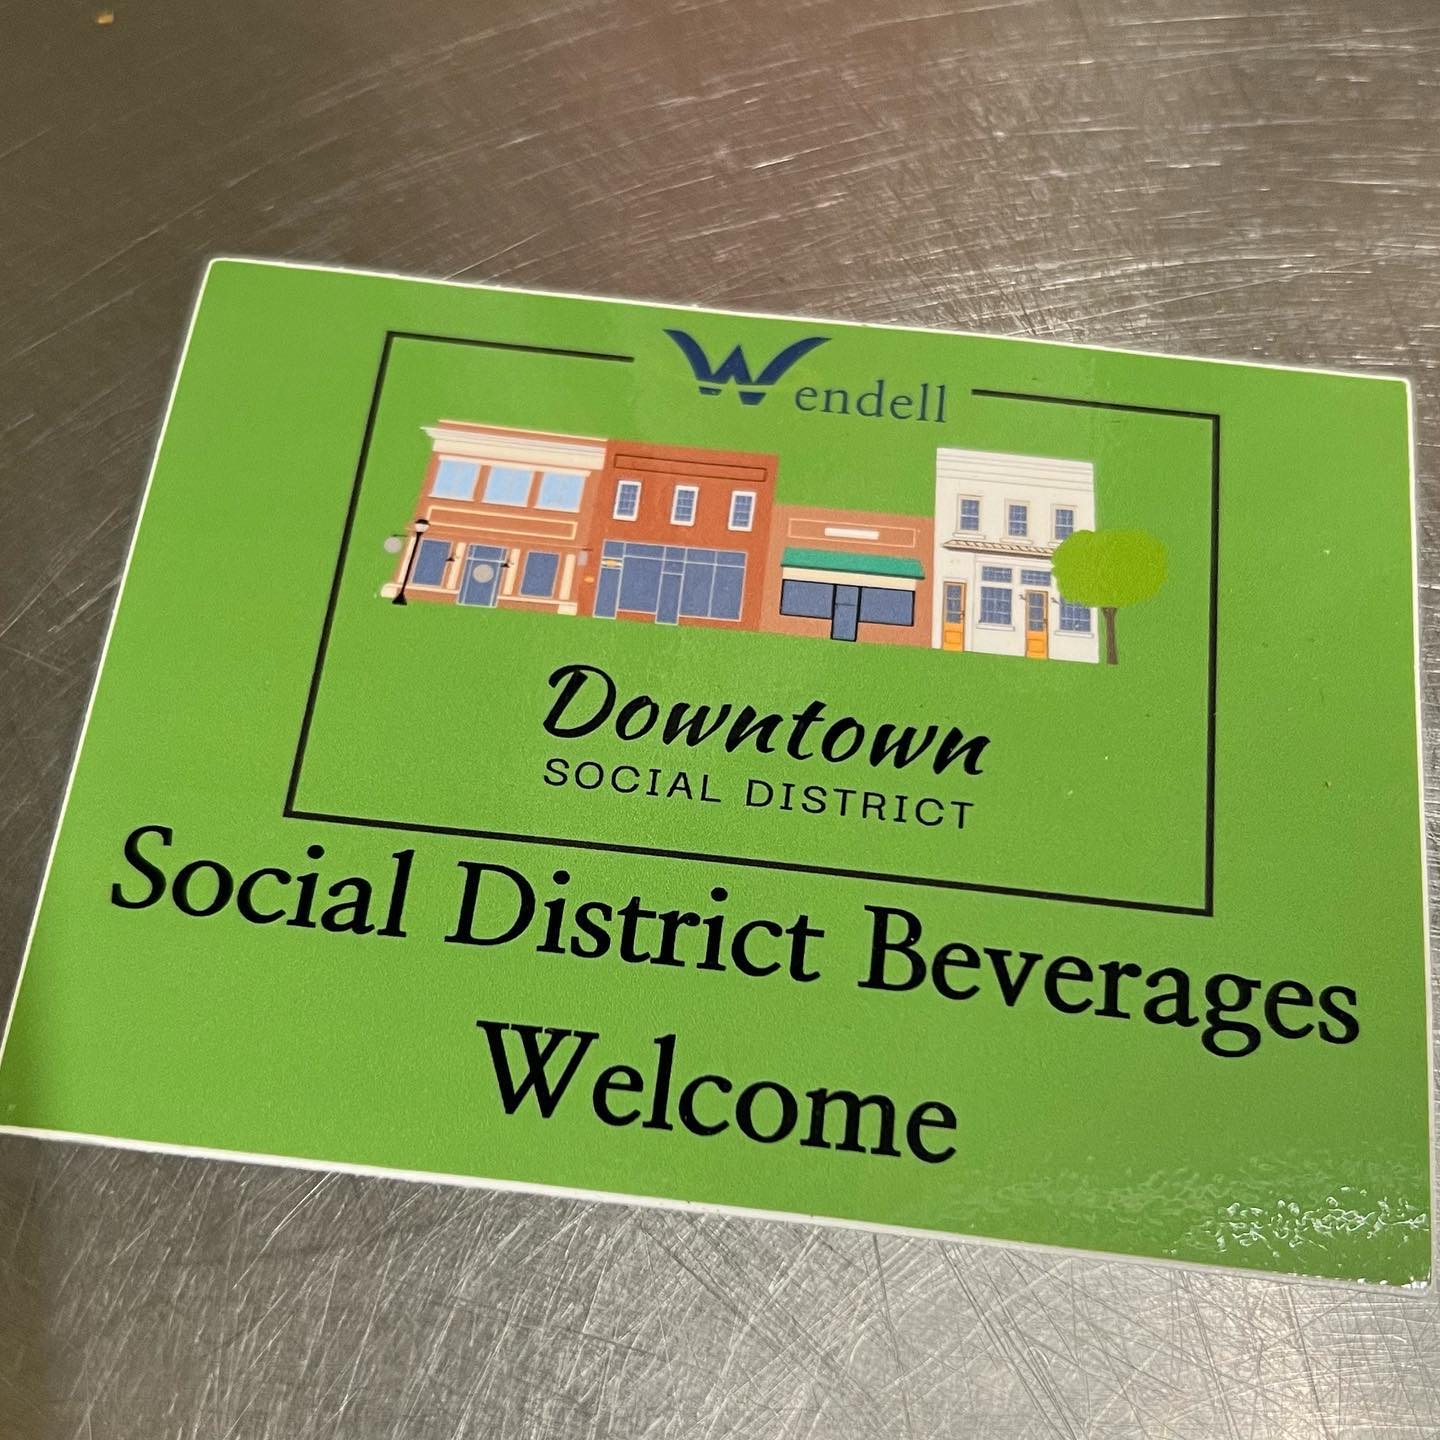 Wendell
Downtown
SOCIAL DISTRICT
Social District Beverages
Welcome